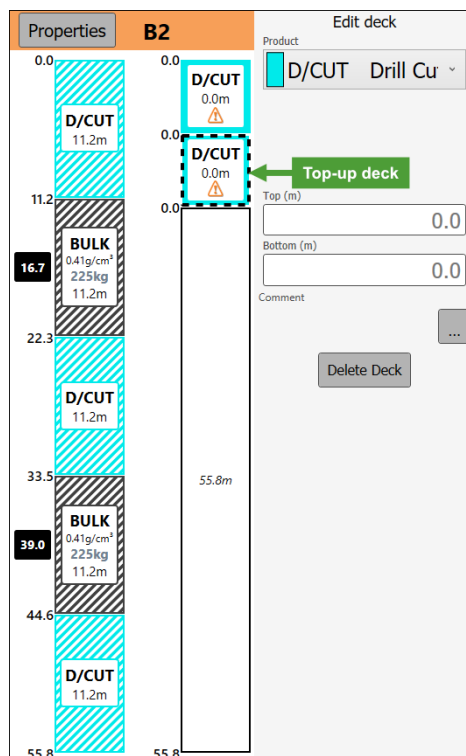 Properties
B2
0.0
D/CUT
11.2m
11.2
BULK
0.41g/cm³
225kg
11.2m
16.7
22.3
D/CUT
11.2m
33.5
BULK
0.41g/cm³
225kg
11.2m
39.0
44.6
D/CUT
11.2m
55.8
0.0
D/CUT
0.0m
0.0
D/CUT
0.0m
0.0
55.8m
55.8
Top-up deck
Edit deck
Product
D/CUT Drill Cu
Top (m)
0.0
Bottom (m)
0.0
Comment
...
Delete Deck